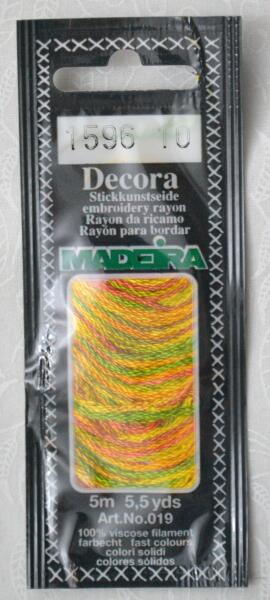 1596 10
Decora
Stickkunstseide
embroidery rayon
Rayon da ricamo
Rayón para bordar
MADEIRA
5m 5,5 yds
Art.No.019
100% viscose filament
farbecht fast colours
colori solidi
colores sólidos